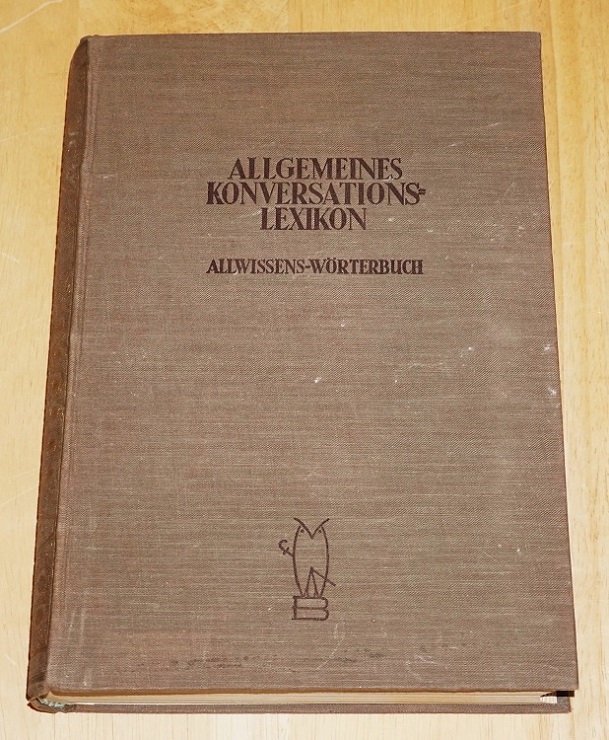 ALLGEMEINES
KONVERSATIONS=
LEXIKON
ALLWISSENS-WÖRTERBUCH